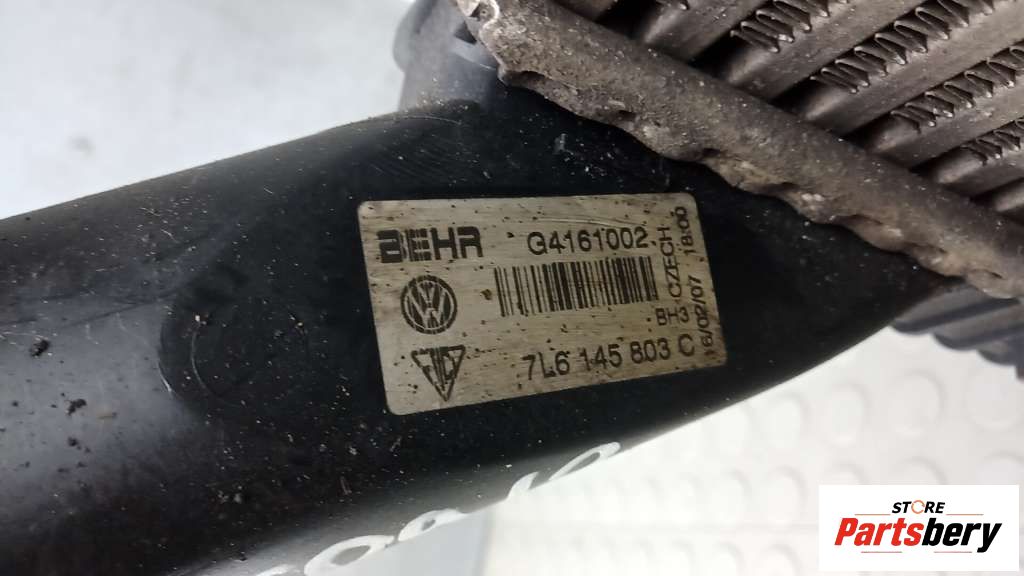 BEHR G4161002
BH3 CZECH
16/02/07 18:00
7L6 145 803 C
STORE
Partsbery